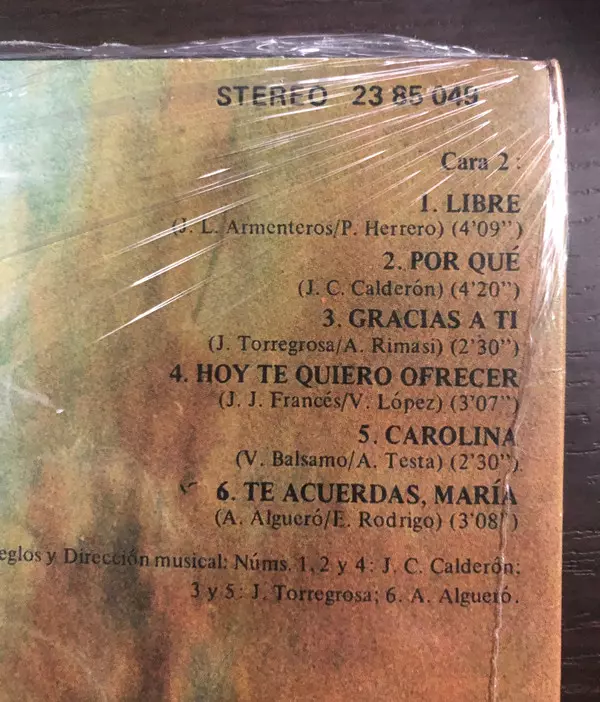 STEREO 23 85 049
Cara 2:
1. LIBRE
(J. L. Armenteros/P. Herrero) (4'09")
2. POR QUÉ
(J. C. Calderón) (4'20")
3. GRACIAS A TI
(J. Torregrosa/A. Rimasi) (2'30")
4. HOY TE QUIERO OFRECER
(J. J. Francés/V. López) (3'07")
5. CAROLINA
(V. Balsamo/A. Testa) (2'30").
6. TE ACUERDAS, MARÍA
(A. Algueró/E. Rodrigo) (3'08")
eglos y Dirección musical: Núms. 1, 2 y 4: J. C. Calderón;
3 y 5: J. Torregrosa; 6. A. Algueró.